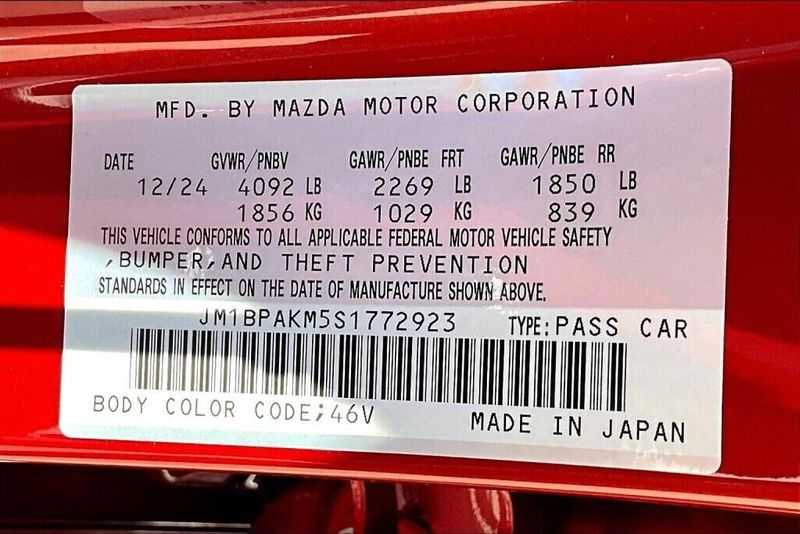 MFD. BY MAZDA MOTOR CORPORATION
DATE GVWR/PNBV GAWR/PNBE FRT GAWR/PNBE RR
12/24 4092 LB 2269 LB 1850 LB
1856 KG 1029 KG 839 KG
THIS VEHICLE CONFORMS TO ALL APPLICABLE FEDERAL MOTOR VEHICLE SAFETY
,BUMPER,AND THEFT PREVENTION
STANDARDS IN EFFECT ON THE DATE OF MANUFACTURE SHOWN ABOVE.
JM1BPAKM5S1772923 TYPE:PASS CAR
BODY COLOR CODE;46V MADE IN JAPAN